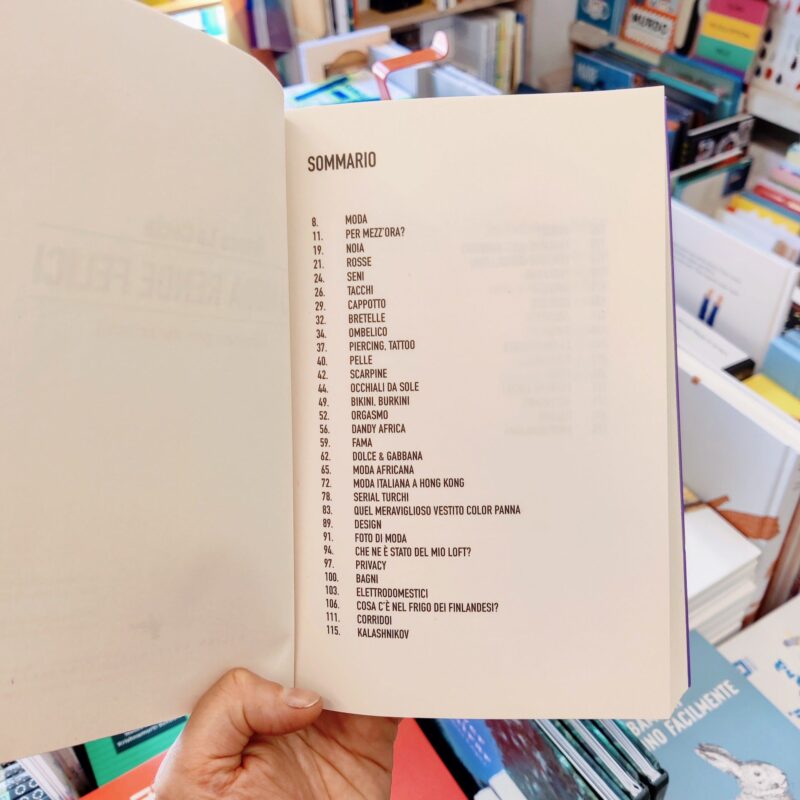 SOMMARIO
8. MODA
11. PER MEZZ'ORA?
19. NOIA
21. ROSSE
24. SENI
26. TACCHI
29. CAPPOTTO
32. BRETELLE
34. OMBELICO
37. PIERCING, TATTOO
40. PELLE
42. SCARPINE
44. OCCHIALI DA SOLE
49. BIKINI, BURKINI
52. ORGASMO
56. DANDY AFRICA
59. FAMA
62. DOLCE & GABBANA
65. MODA AFRICANA
72. MODA ITALIANA A HONG KONG
78. SERIAL TURCHI
83. QUEL MERAVIGLIOSO VESTITO COLOR PANNA
89. DESIGN
91. FOTO DI MODA
94. CHE NE È STATO DEL MIO LOFT?
97. PRIVACY
100. BAGNI
103. ELETTRODOMESTICI
106. COSA C'È NEL FRIGO DEI FINLANDESI?
111. CORRIDOI
115. KALASHNIKOV
FACILMENTE